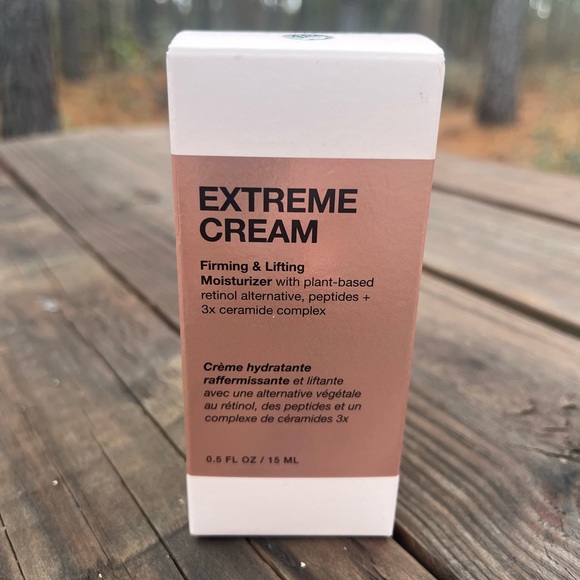 EXTREME
CREAM
Firming & Lifting
Moisturizer with plant-based
retinol alternative, peptides +
3x ceramide complex
Crème hydratante
raffermissante et liftante
avec une alternative végétale
au rétinol, des peptides et un
complexe de céramides 3x
0.5 FL OZ / 15 ML